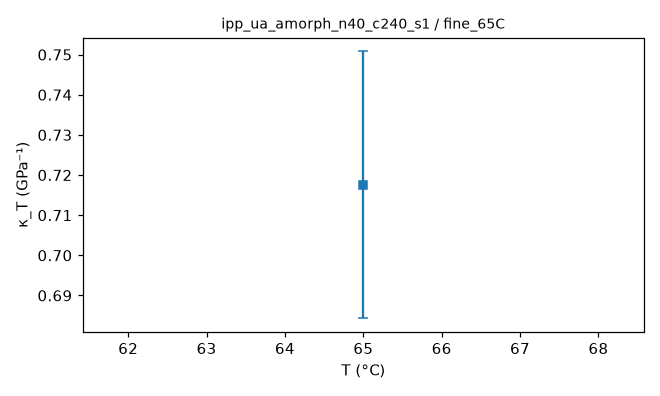 ipp_ua_amorph_n40_c240_s1 / fine_65C
κ_T (GPa⁻¹)
0.75
0.74
0.73
0.72
0.71
0.70
0.69
62 63 64 65 66 67 68
T (°C)